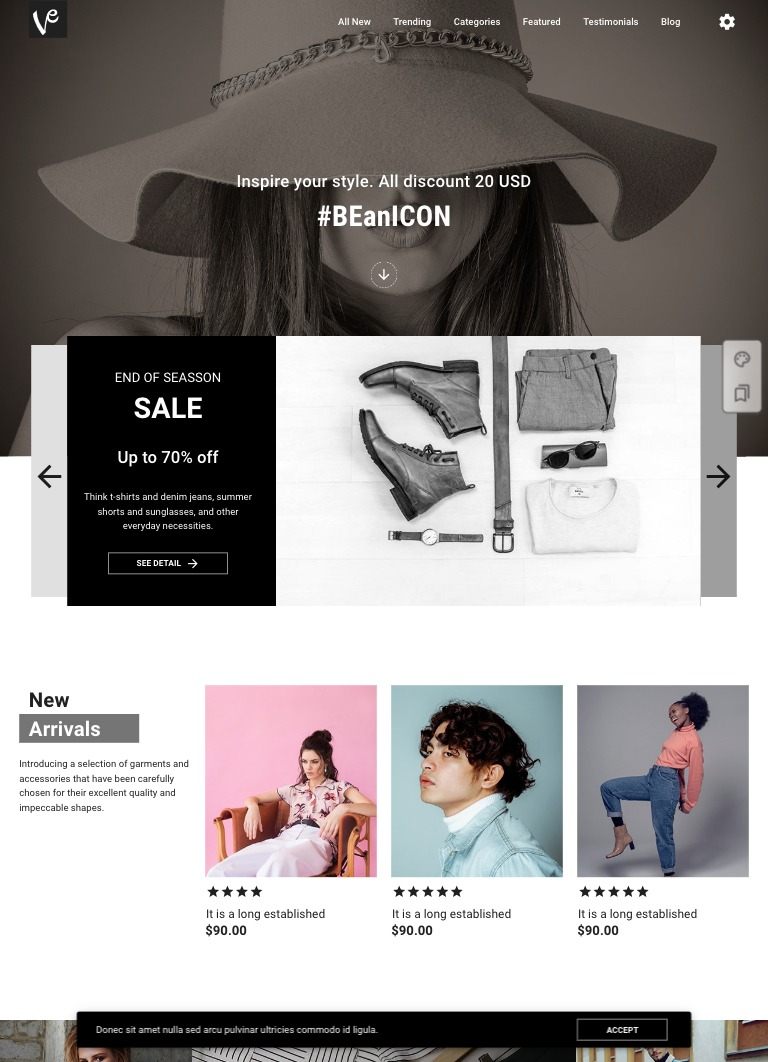 Ve
All New Trending Categories Featured Testimonials Blog
Inspire your style. All discount 20 USD
#BEanICON
END OF SEASSON
SALE
Up to 70% off
Think t-shirts and denim jeans, summer
shorts and sunglasses, and other
everyday necessities.
SEE DETAIL
New
Arrivals
Introducing a selection of garments and
accessories that have been carefully
chosen for their excellent quality and
impeccable shapes.
It is a long established
$90.00
It is a long established
$90.00
It is a long established
$90.00
Donec sit amet nulla sed arcu pulvinar ultricies commodo id ligula.
ACCEPT